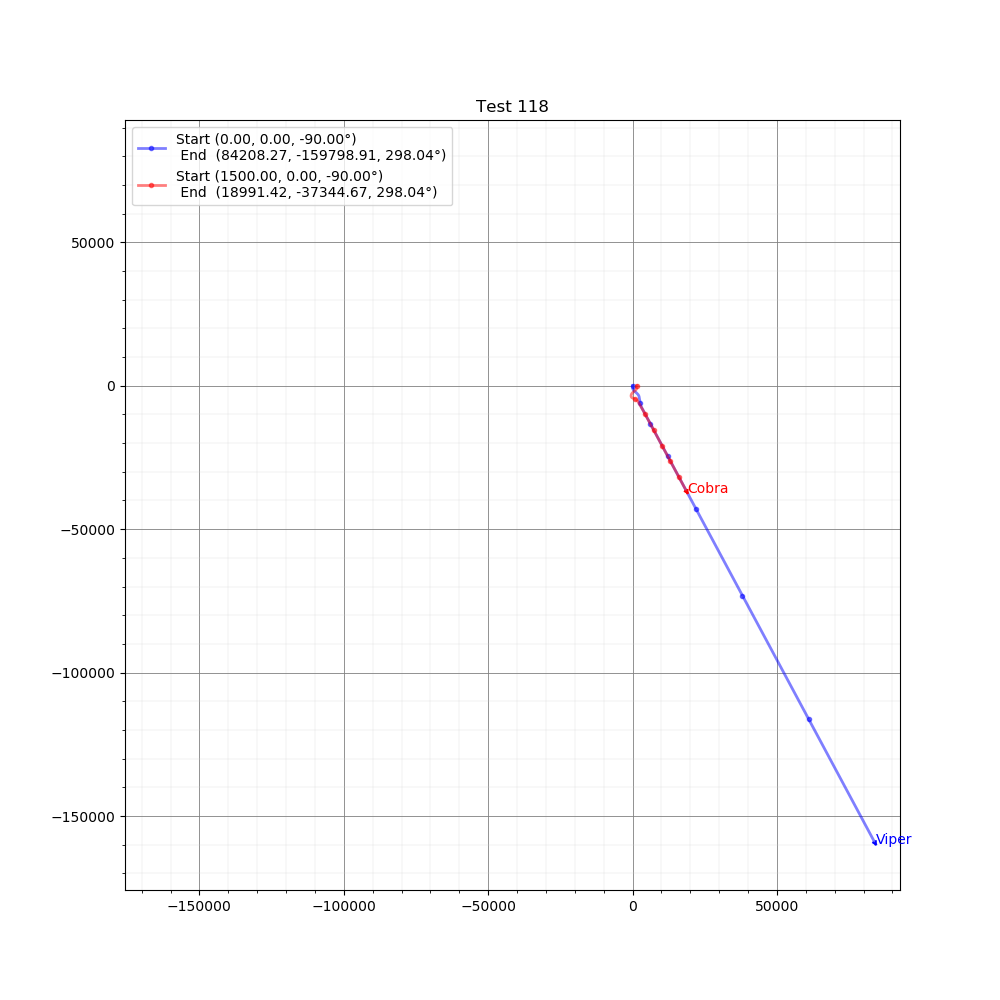 Test 118
Start (0.00, 0.00, -90.00°)
End  (84208.27, -159798.91, 298.04°)
Start (1500.00, 0.00, -90.00°)
End  (18991.42, -37344.67, 298.04°)
50000
0
−50000
−100000
−150000
Cobra
Viper
−150000
−100000
−50000
0
50000